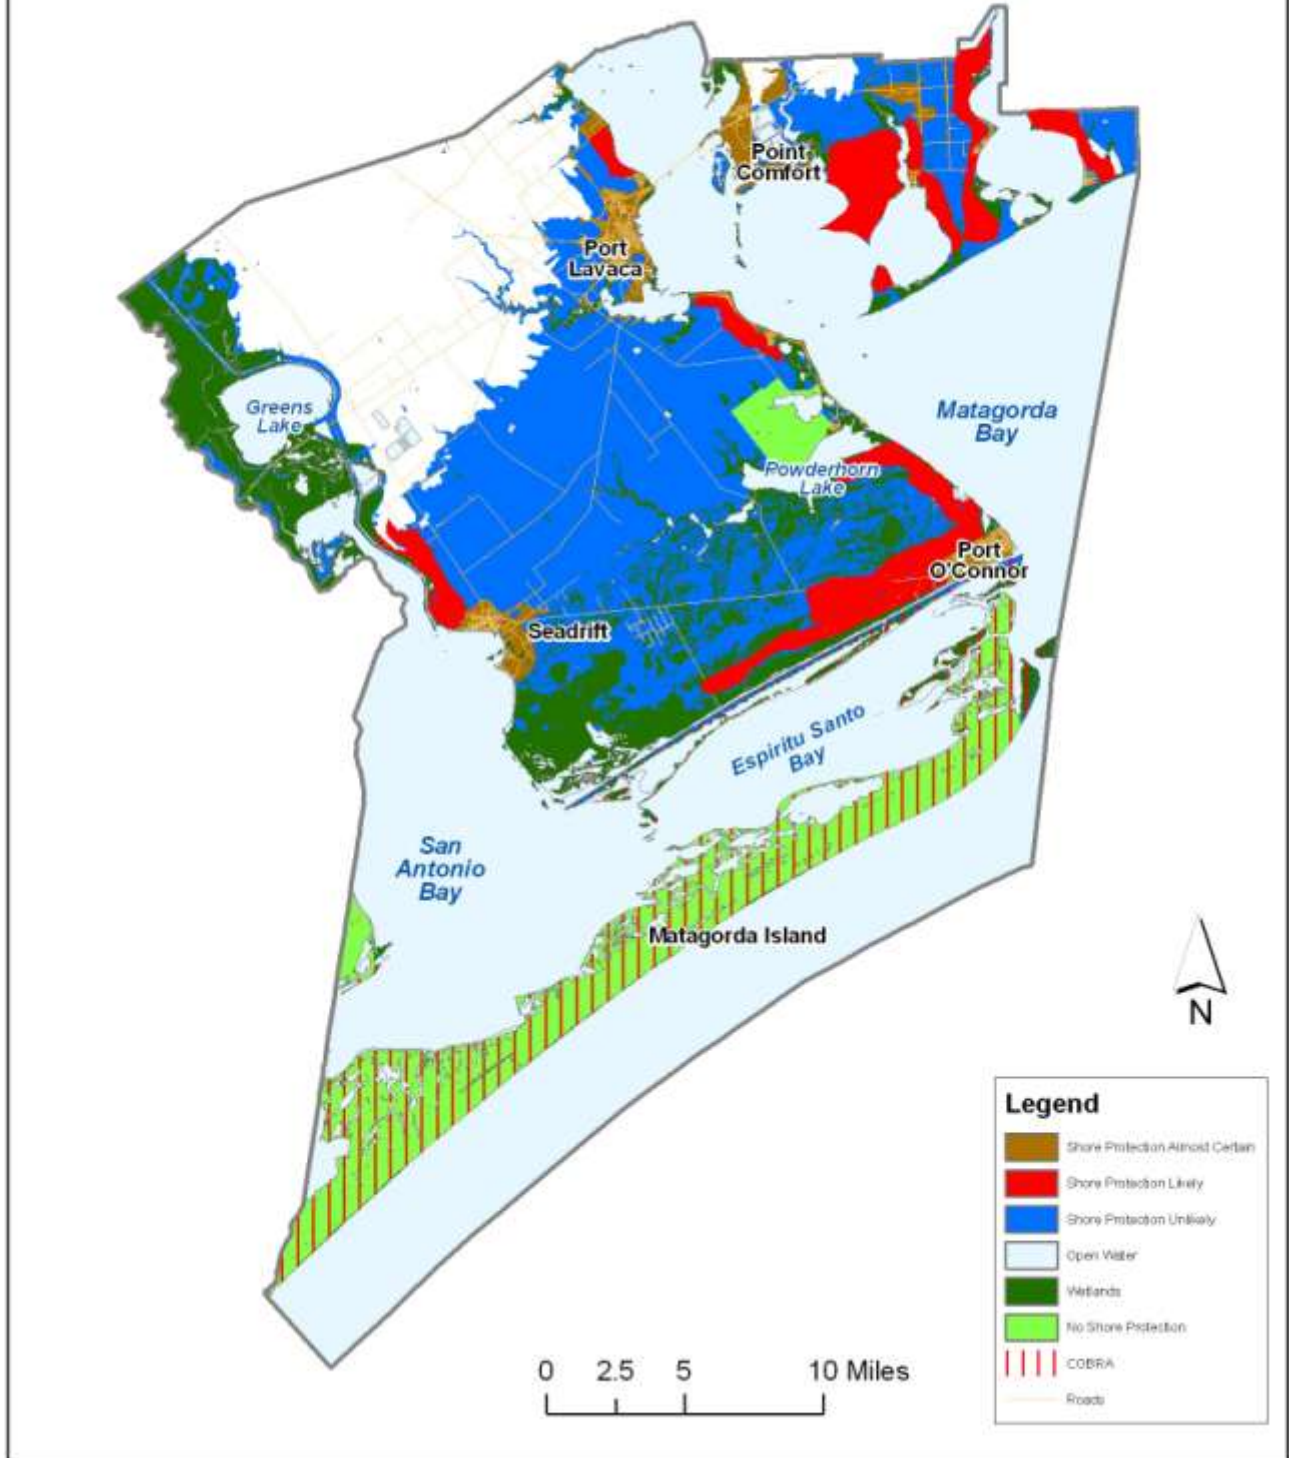 Point
Comfort
Port
Lavaca
Greens
Lake
Matagorda
Bay
Powderhorn
Lake
Port
O'Connor
Seadrift
Espiritu Santo
Bay
San
Antonio
Bay
Matagorda Island
N
Legend
Shore Protection Almost Certain
Shore Protection Likely
Shore Protection Unlikely
Open Water
Wetlands
No Shore Protection
COBRA
Roads
0 2.5 5 10 Miles